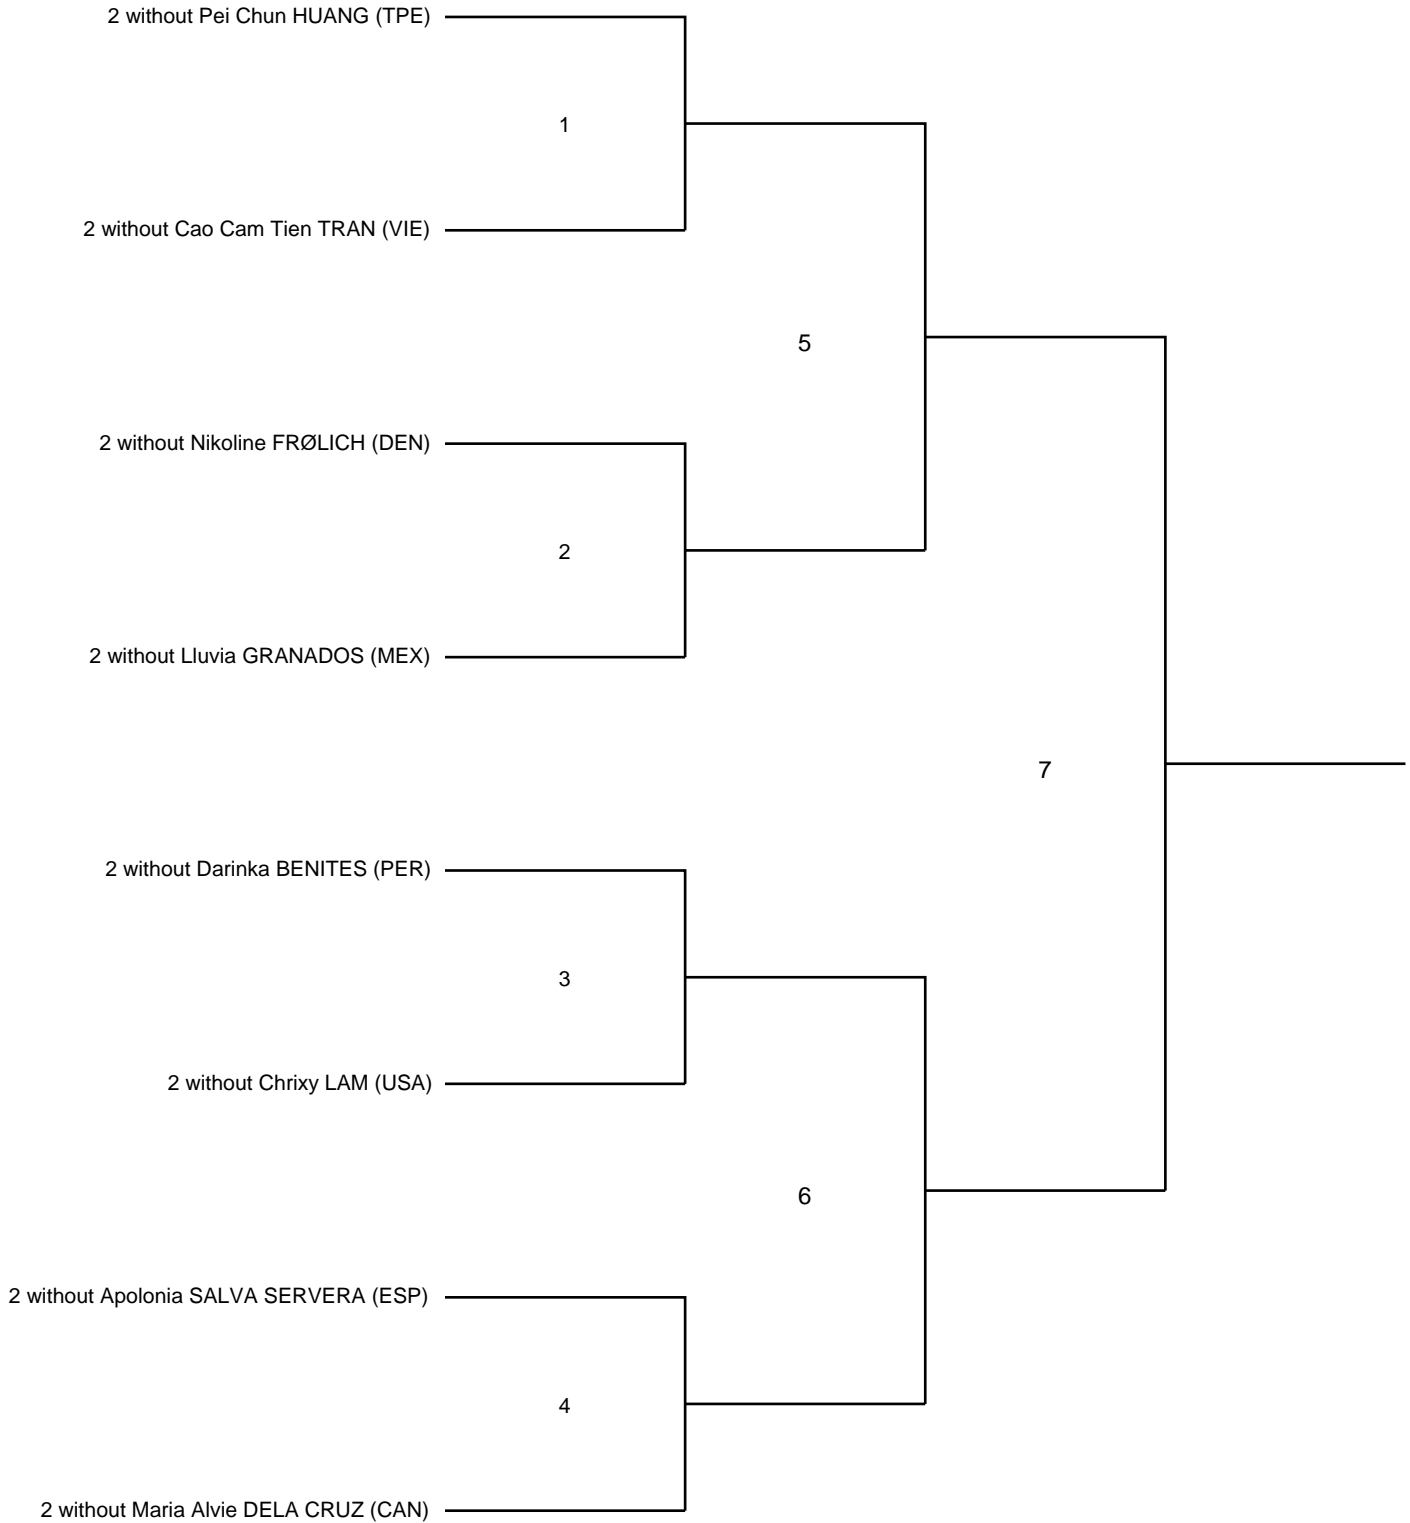 2 without Pei Chun HUANG (TPE)
1
2 without Cao Cam Tien TRAN (VIE)
5
2 without Nikoline FRØLICH (DEN)
2
2 without Lluvia GRANADOS (MEX)
7
2 without Darinka BENITES (PER)
3
2 without Chrixy LAM (USA)
6
2 without Apolonia SALVA SERVERA (ESP)
4
2 without Maria Alvie DELA CRUZ (CAN)